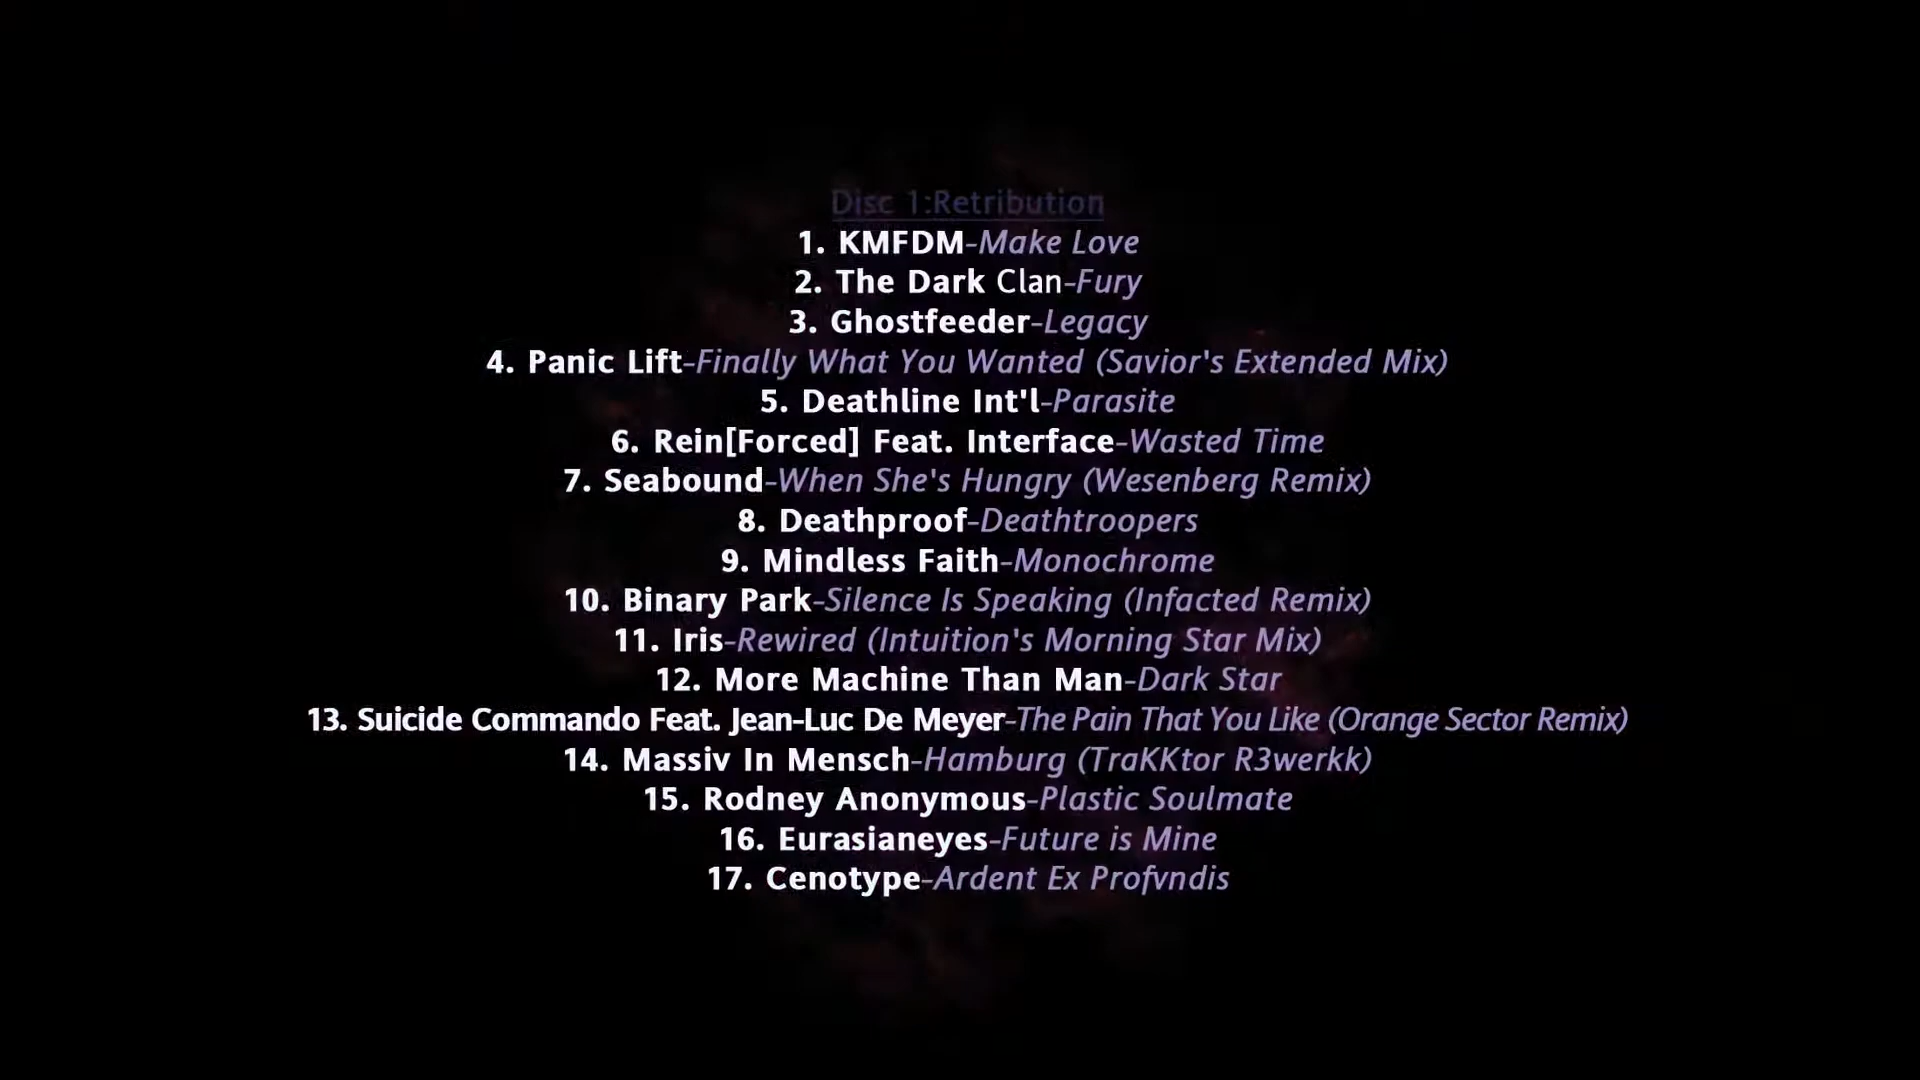 Disc 1:Retribution
1. KMFDM-Make Love
2. The Dark Clan-Fury
3. Ghostfeeder-Legacy
4. Panic Lift-Finally What You Wanted (Savior's Extended Mix)
5. Deathline Int'l-Parasite
6. Rein[Forced] Feat. Interface-Wasted Time
7. Seabound-When She's Hungry (Wesenberg Remix)
8. Deathproof-Deathtroopers
9. Mindless Faith-Monochrome
10. Binary Park-Silence Is Speaking (Infacted Remix)
11. Iris-Rewired (Intuition's Morning Star Mix)
12. More Machine Than Man-Dark Star
13. Suicide Commando Feat. Jean-Luc De Meyer-The Pain That You Like (Orange Sector Remix)
14. Massiv In Mensch-Hamburg (TraKKtor R3werkk)
15. Rodney Anonymous-Plastic Soulmate
16. Eurasianeyes-Future is Mine
17. Cenotype-Ardent Ex Profvndis